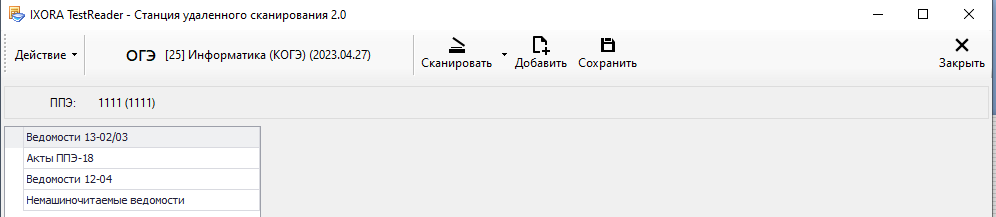 IXORA TestReader - Станция удаленного сканирования 2.0
Действие ОГЭ [25] Информатика (КОГЭ) (2023.04.27) Сканировать Добавить Сохранить Закрыть
ППЭ: 1111 (1111)
Ведомости 13-02/03
Акты ППЭ-18
Ведомости 12-04
Немашиночитаемые ведомости